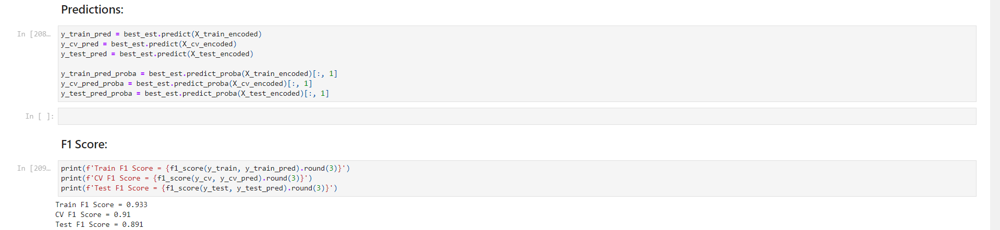 Predictions:
In [208…
y_train_pred = best_est.predict(X_train_encoded)
y_cv_pred = best_est.predict(X_cv_encoded)
y_test_pred = best_est.predict(X_test_encoded)
y_train_pred_proba = best_est.predict_proba(X_train_encoded)[:, 1]
y_cv_pred_proba = best_est.predict_proba(X_cv_encoded)[:, 1]
y_test_pred_proba = best_est.predict_proba(X_test_encoded)[:, 1]
In [ ]:
F1 Score:
In [209…
print(f'Train F1 Score = {f1_score(y_train, y_train_pred).round(3)}')
print(f'CV F1 Score = {f1_score(y_cv, y_cv_pred).round(3)}')
print(f'Test F1 Score = {f1_score(y_test, y_test_pred).round(3)}')
Train F1 Score = 0.933
CV F1 Score = 0.91
Test F1 Score = 0.891